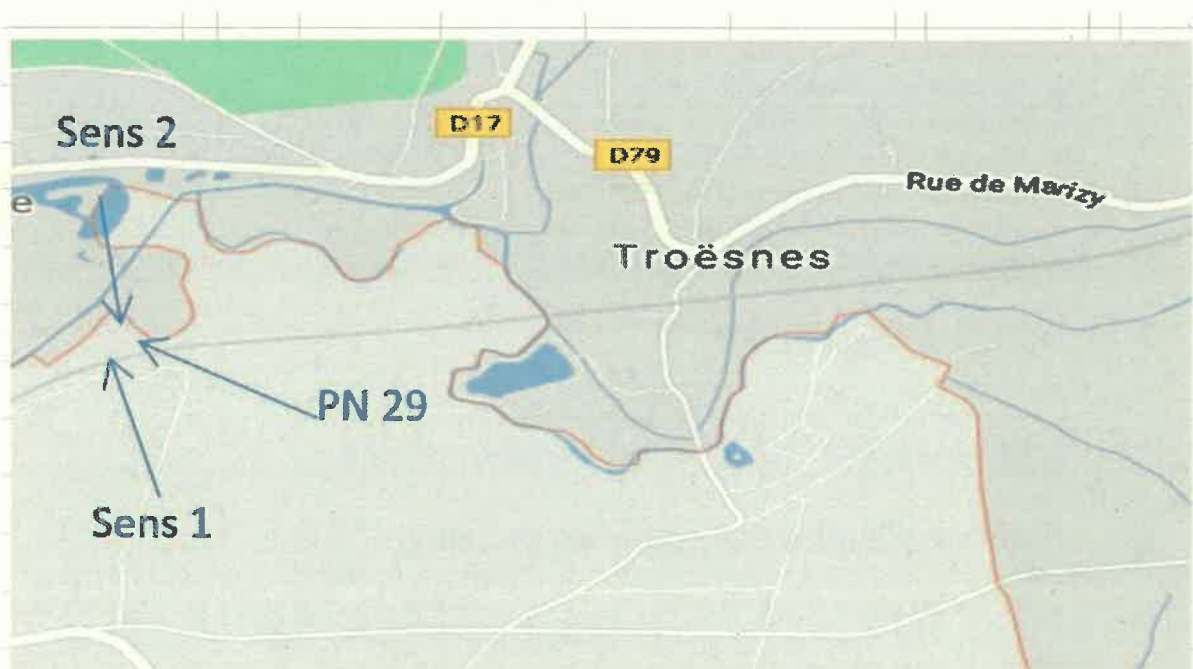 D17
Sens 2
D79
Rue de Marizy
e
Troësnes
PN 29
Sens 1